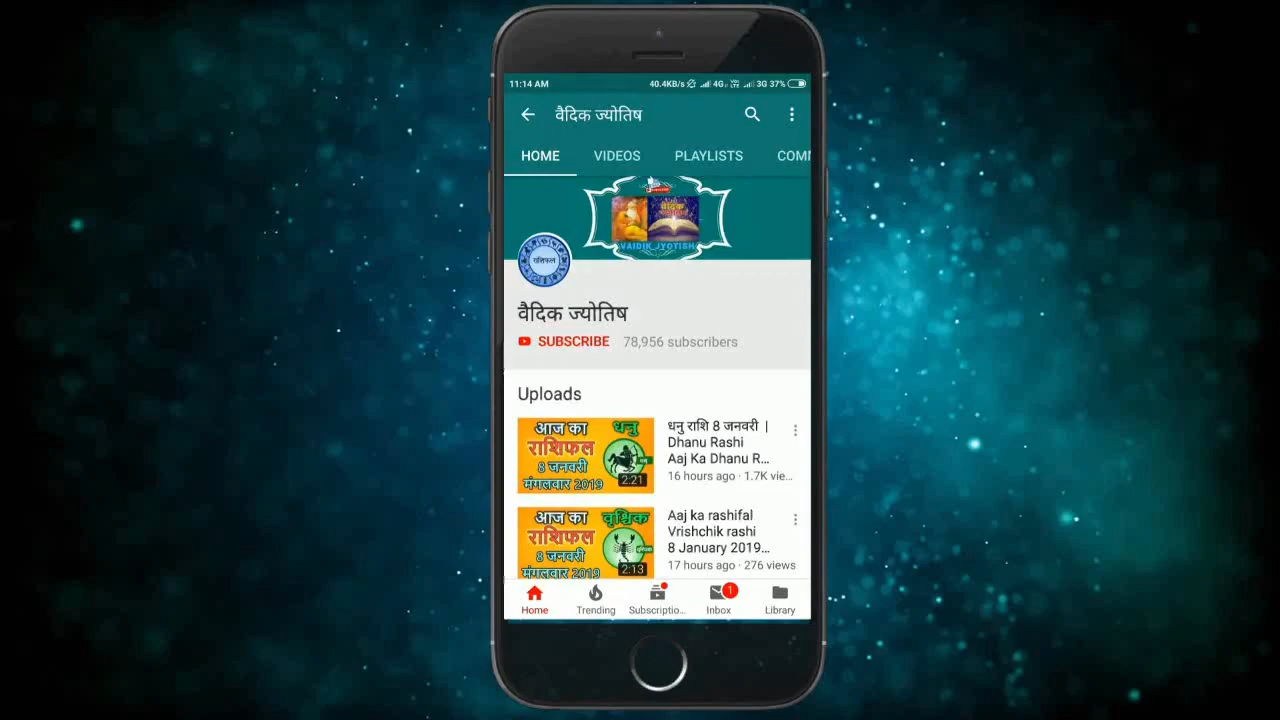 11:14 AM
40.4KB/s 4G 3G 37%
वैदिक ज्योतिष
HOME VIDEOS PLAYLISTS COMM
वैदिक
VAIDIK JYOTISH
राशिफल
वैदिक ज्योतिष
SUBSCRIBE 78,956 subscribers
Uploads
आज का धनु
राशिफल
8 जनवरी
मंगलवार 2019
2:21
धनु राशि 8 जनवरी |
Dhanu Rashi
Aaj Ka Dhanu R...
16 hours ago · 1.7K vie...
आज का वृश्चिक
राशिफल
8 जनवरी
मंगलवार 2019
2:13
Aaj ka rashifal
Vrishchik rashi
8 January 2019...
17 hours ago · 276 views
1
Home Trending Subscriptio... Inbox Library